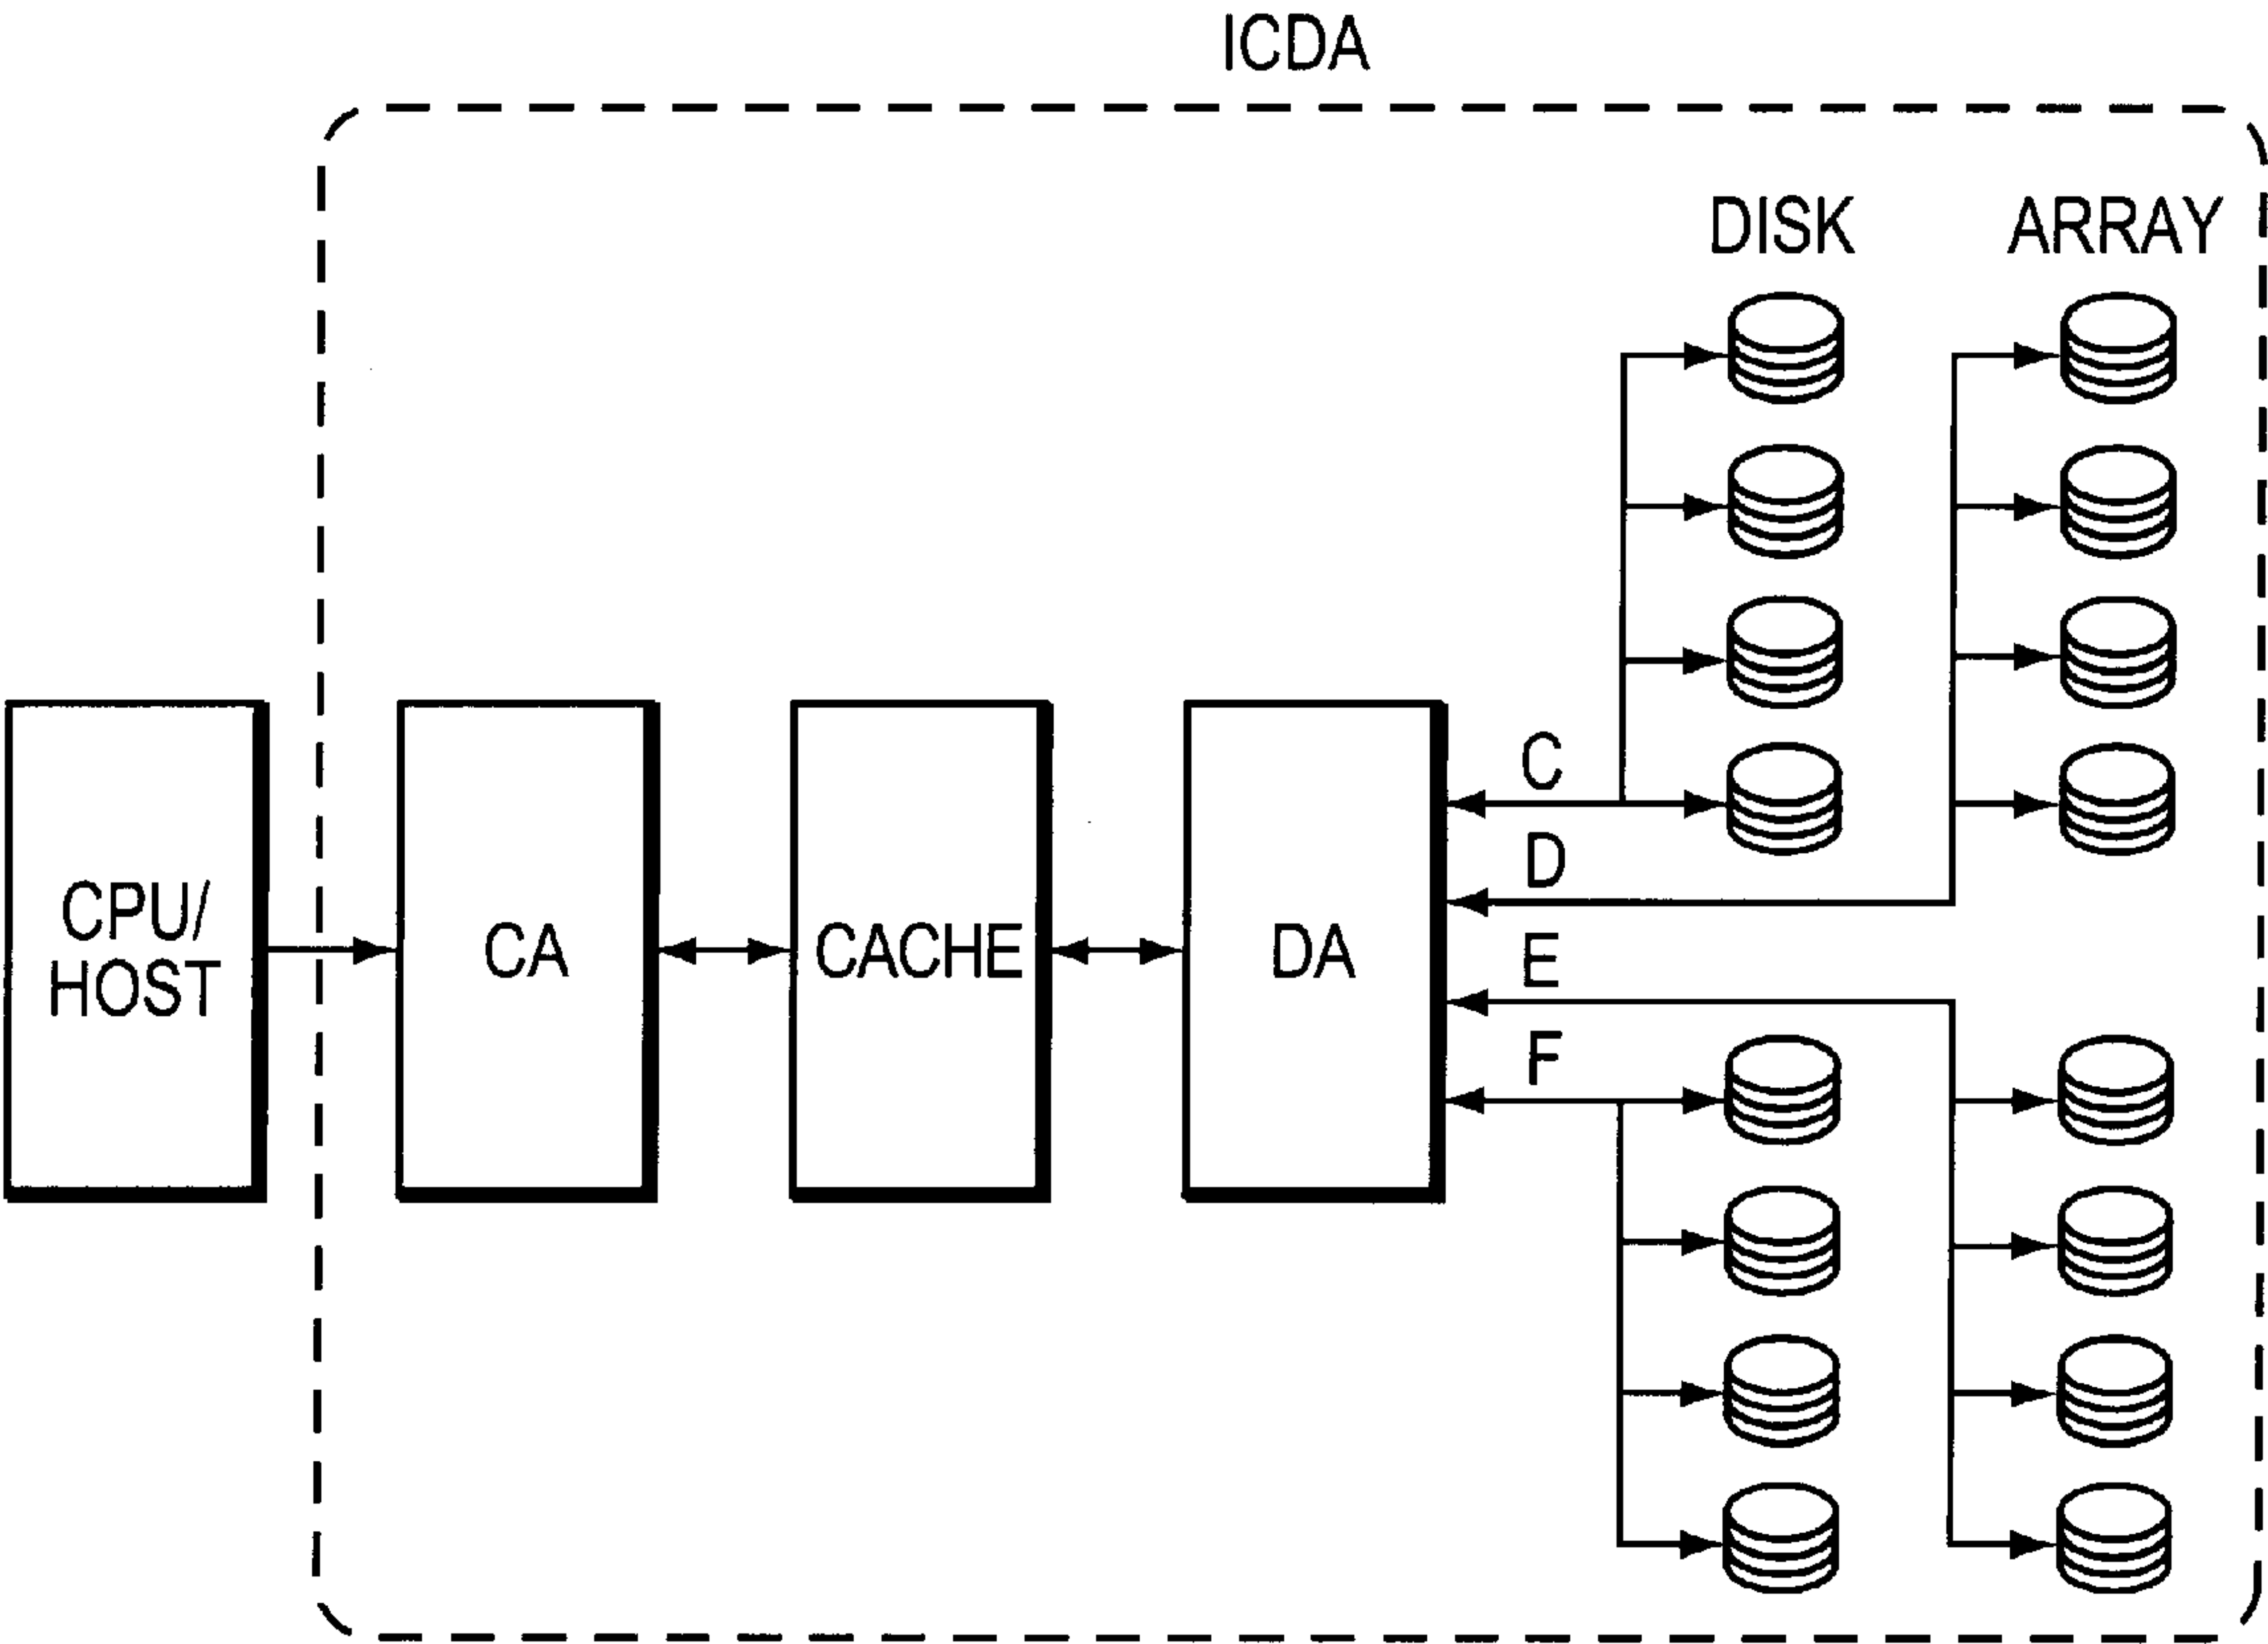 ICDA
DISK ARRAY
C
D
E
F
CPU/
HOST
CA
CACHE
DA